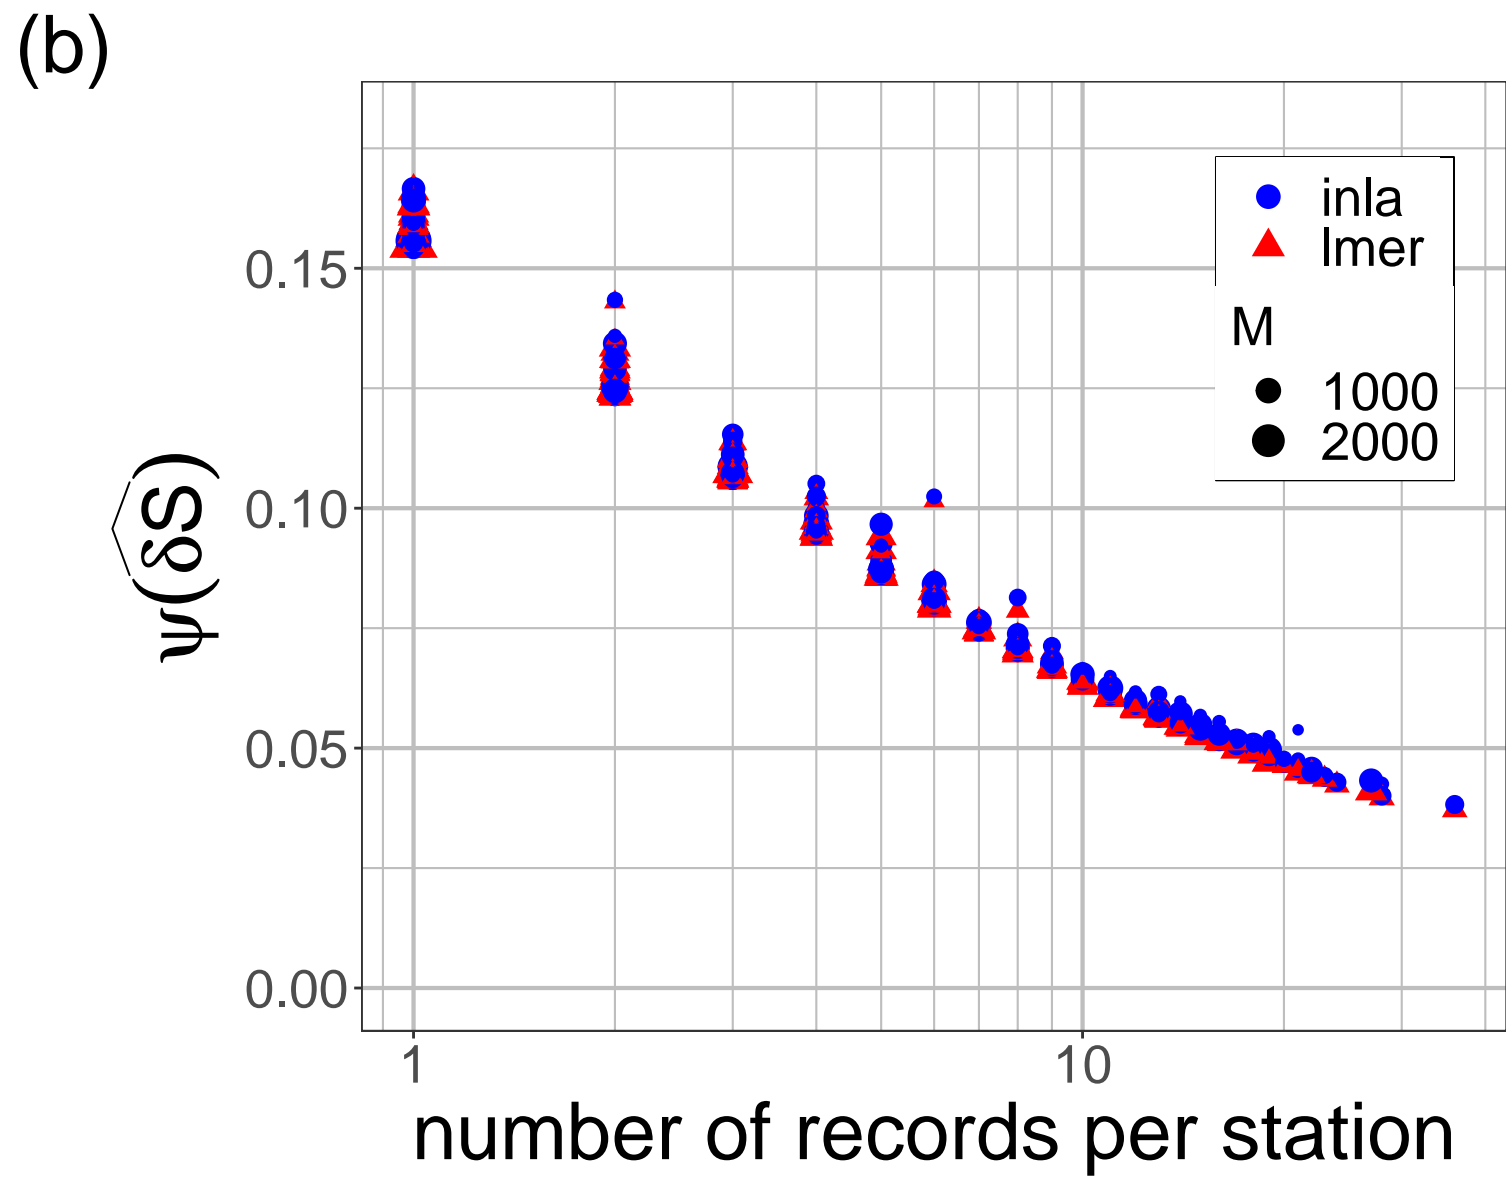 (b)
ψ(δS)
0.15
0.10
0.05
0.00
1
10
number of records per station
inla
lmer
M
1000
2000